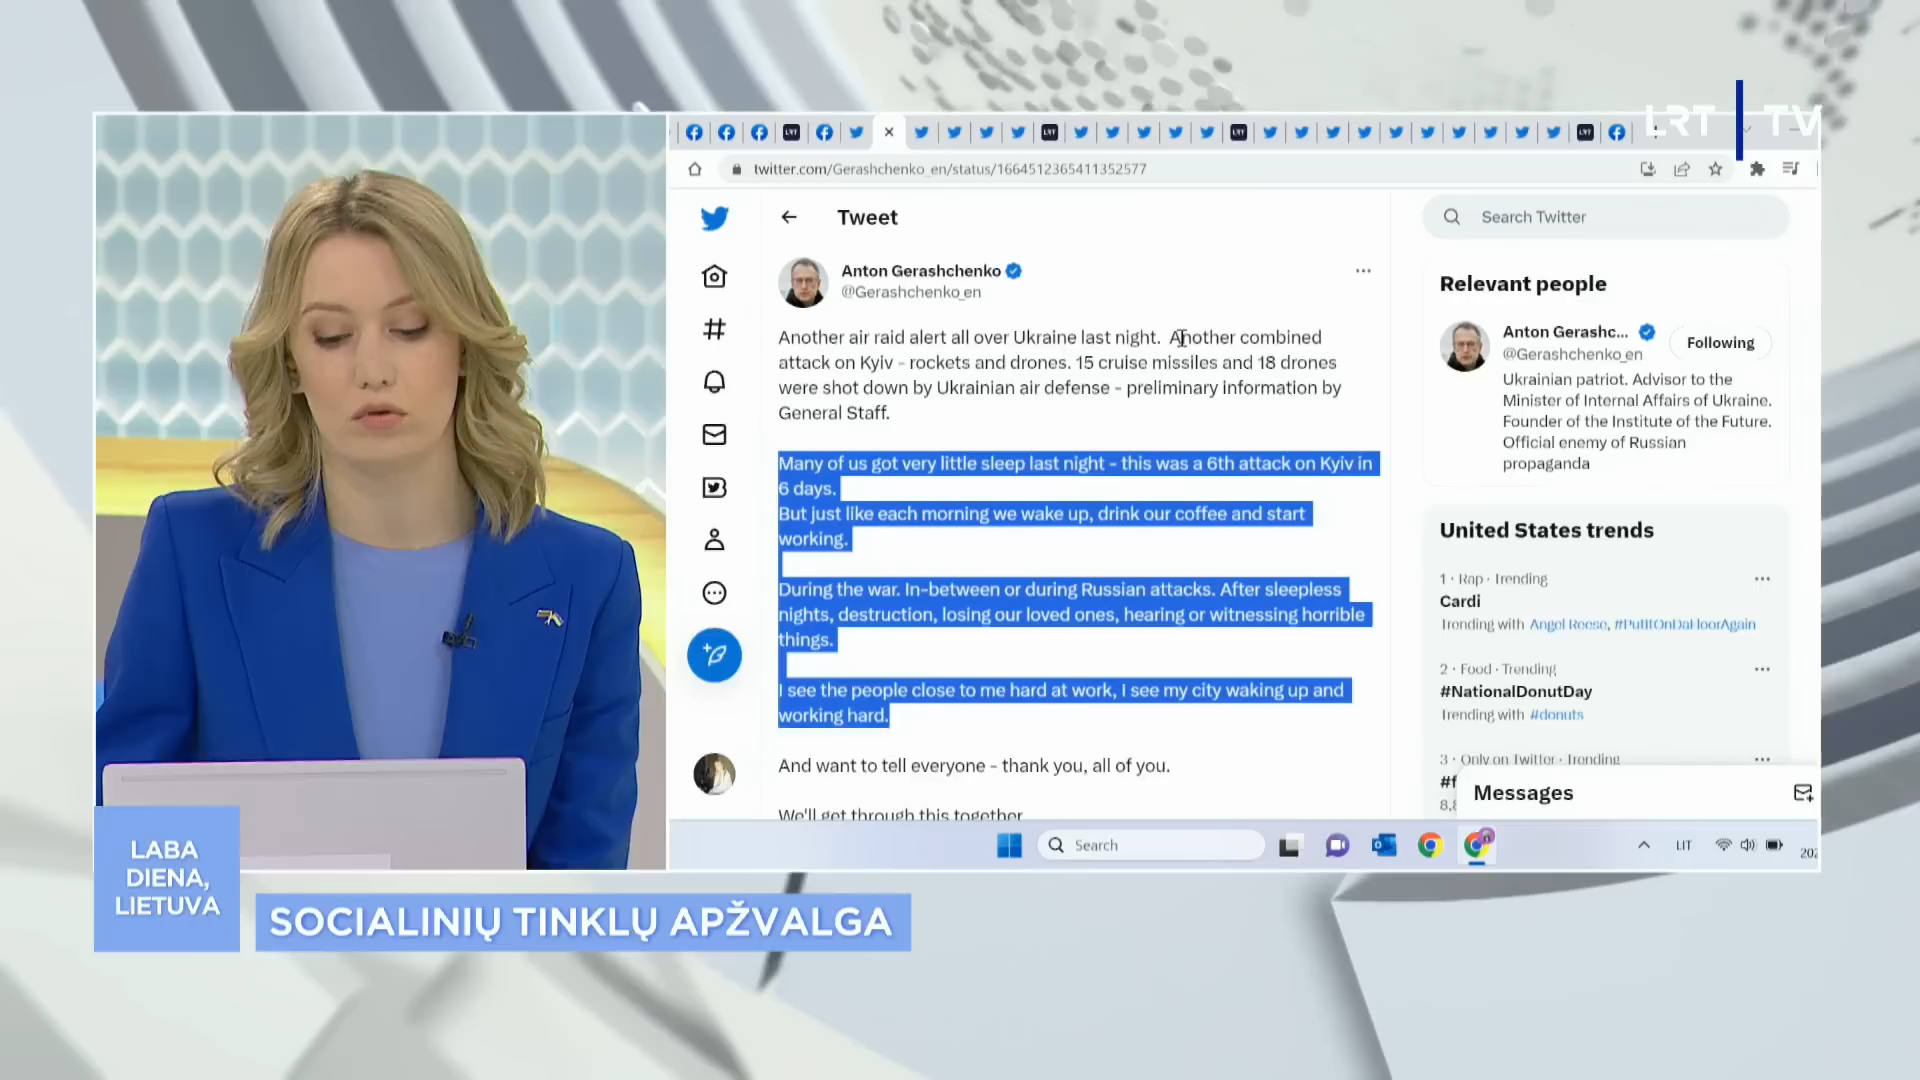 LRT TV
twitter.com/Gerashchenko_en/status/1664512365411352577
Tweet
Search Twitter
Anton Gerashchenko
@Gerashchenko_en
Another air raid alert all over Ukraine last night. Another combined
attack on Kyiv - rockets and drones. 15 cruise missiles and 18 drones
were shot down by Ukrainian air defense - preliminary information by
General Staff.
Many of us got very little sleep last night - this was a 6th attack on Kyiv in
6 days.
But just like each morning we wake up, drink our coffee and start
working.
During the war. In-between or during Russian attacks. After sleepless
nights, destruction, losing our loved ones, hearing or witnessing horrible
things.
I see the people close to me hard at work, I see my city waking up and
working hard.
And want to tell everyone - thank you, all of you.
We'll get through this together
Relevant people
Anton Gerashc...
@Gerashchenko_en
Following
Ukrainian patriot. Advisor to the
Minister of Internal Affairs of Ukraine.
Founder of the Institute of the Future.
Official enemy of Russian
propaganda
United States trends
1 · Rap · Trending
Cardi
Trending with Angel Reese, #PutItOnDaFloorAgain
2 · Food · Trending
#NationalDonutDay
Trending with #donuts
3 · Only on Twitter · Trending
#f
8,8
Messages
Search
LIT
202
LABA
DIENA,
LIETUVA
SOCIALINIŲ TINKLŲ APŽVALGA